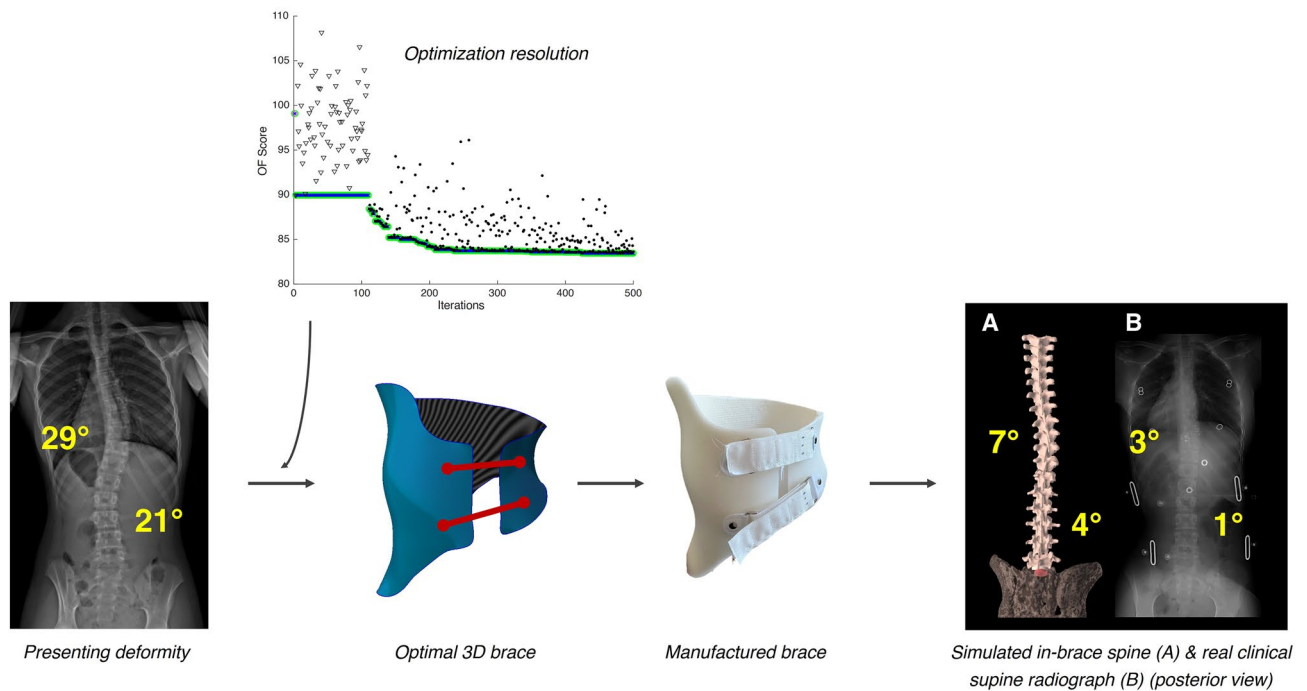 Optimization resolution
OF Score
110
105
100
95
90
85
80
0
100
200
300
400
500
Iterations
29°
21°
A
B
7°
3°
4°
1°
Presenting deformity
Optimal 3D brace
Manufactured brace
Simulated in-brace spine (A) & real clinical
supine radiograph (B) (posterior view)